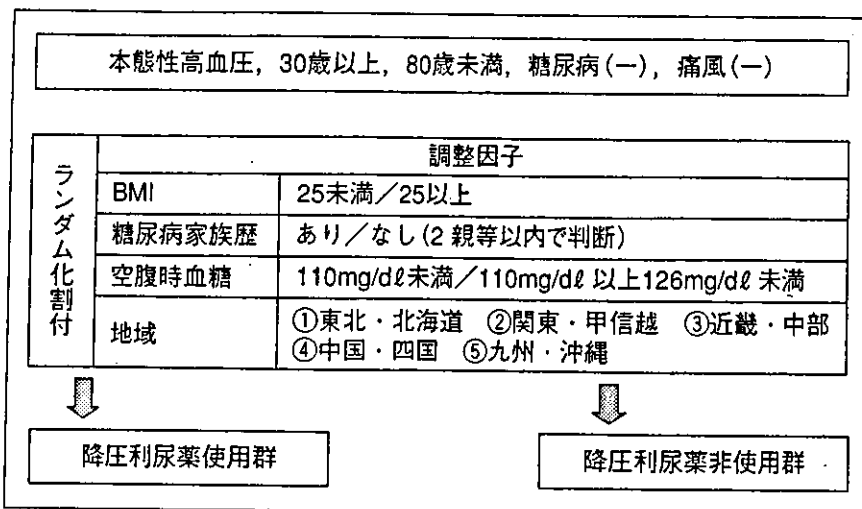 本態性高血圧,30歳以上,80歳未満,糖尿病(−),痛風(−)
ランダム化割付
調整因子
BMI
25未満/25以上
糖尿病家族歴
あり/なし(2親等以内で判断)
空腹時血糖
110mg/dℓ未満/110mg/dℓ以上126mg/dℓ未満
地域
①東北・北海道 ②関東・甲信越 ③近畿・中部
④中国・四国 ⑤九州・沖縄
降圧利尿薬使用群
降圧利尿薬非使用群